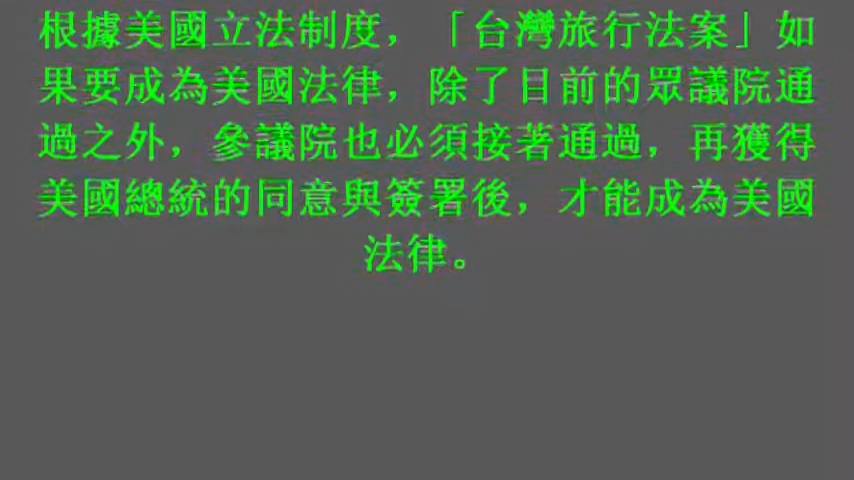 根據美國立法制度，「台灣旅行法案」如
果要成為美國法律，除了目前的眾議院通
過之外，參議院也必須接著通過，再獲得
美國總統的同意與簽署後，才能成為美國
法律。